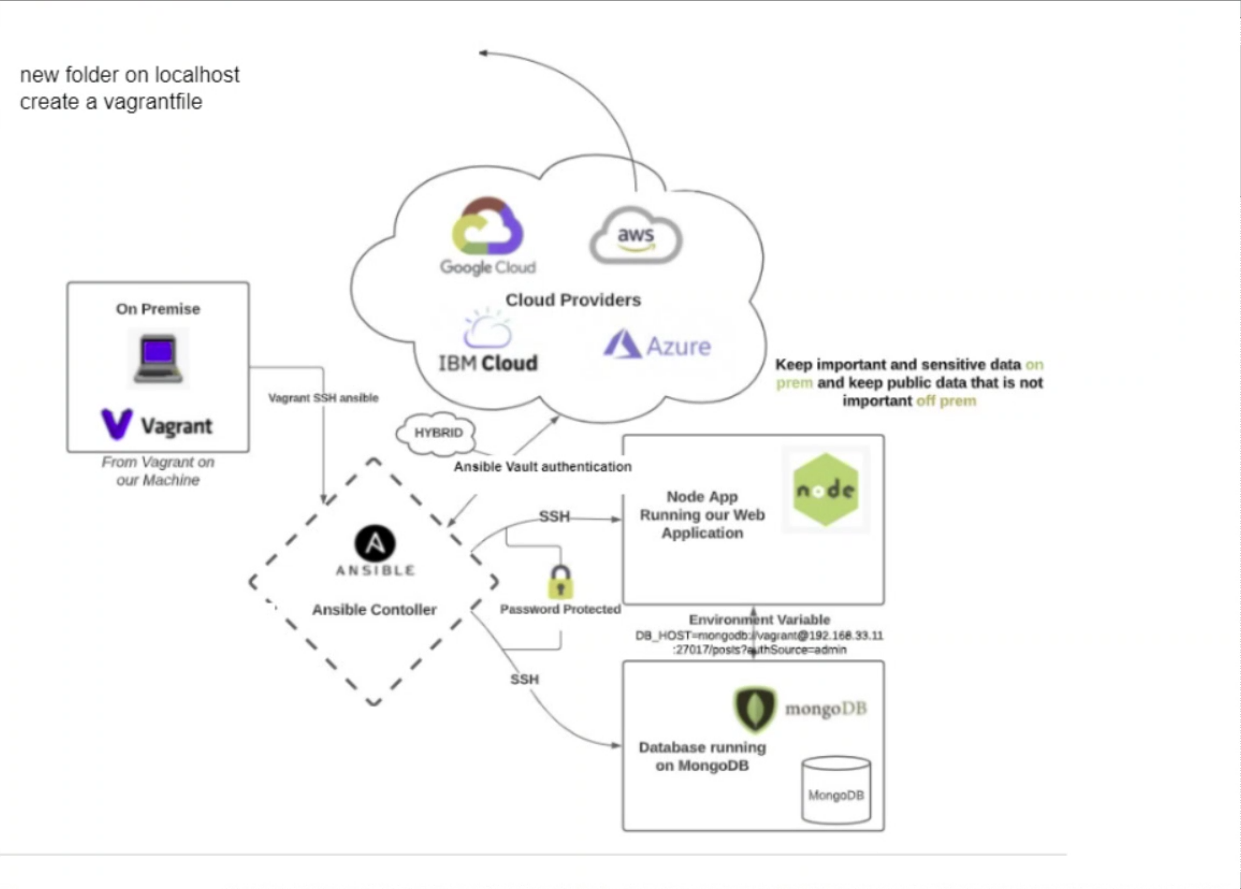 new folder on localhost
create a vagrantfile
Google Cloud
aws
Cloud Providers
IBM Cloud
Azure
On Premise
Vagrant
From Vagrant on
our Machine
Vagrant SSH ansible
Keep important and sensitive data on
prem and keep public data that is not
important off prem
HYBRID
Ansible Vault authentication
Node App
Running our Web
Application
node
SSH
A
ANSIBLE
Ansible Contoller
Password Protected
Environment Variable
DB_HOST=mongodb://vagrant@192.168.33.11
:27017/posts?authSource=admin
SSH
mongoDB
Database running
on MongoDB
MongoDB